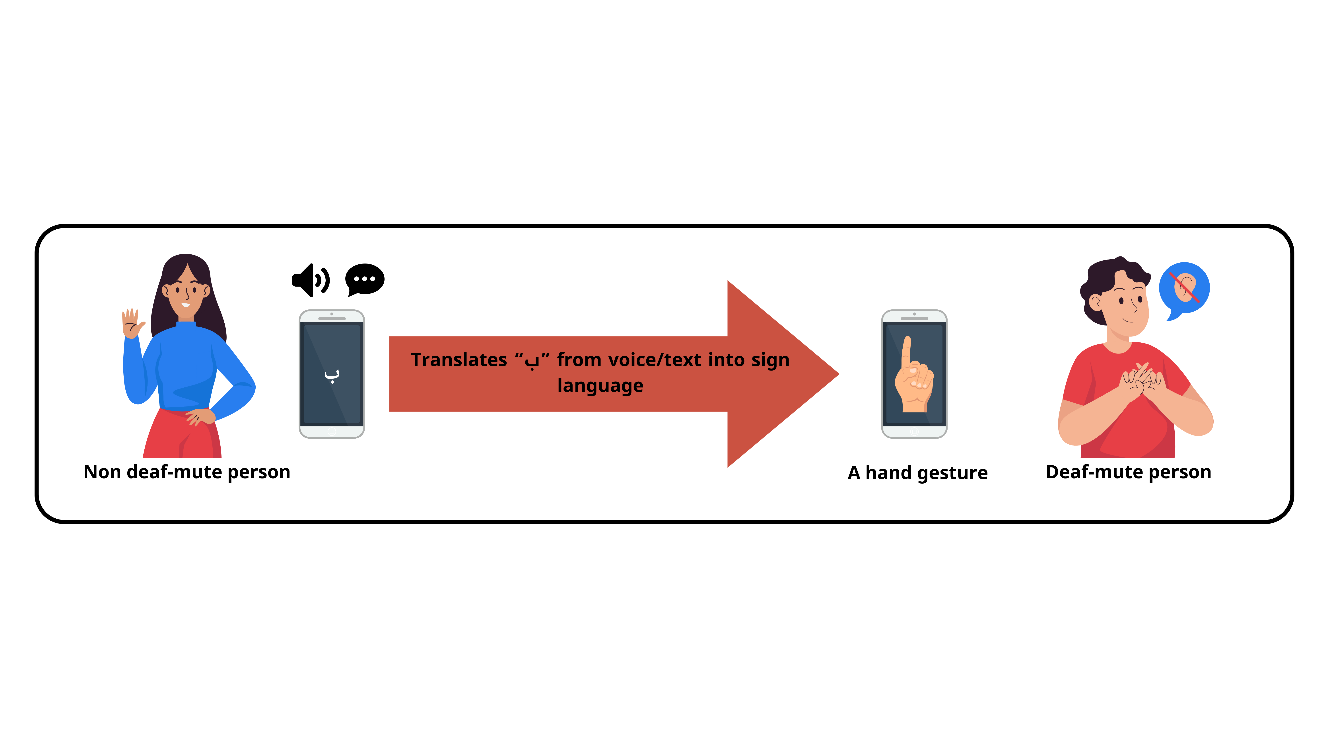 ب
Translates “ب” from voice/text into sign
language
Non deaf-mute person
A hand gesture
Deaf-mute person